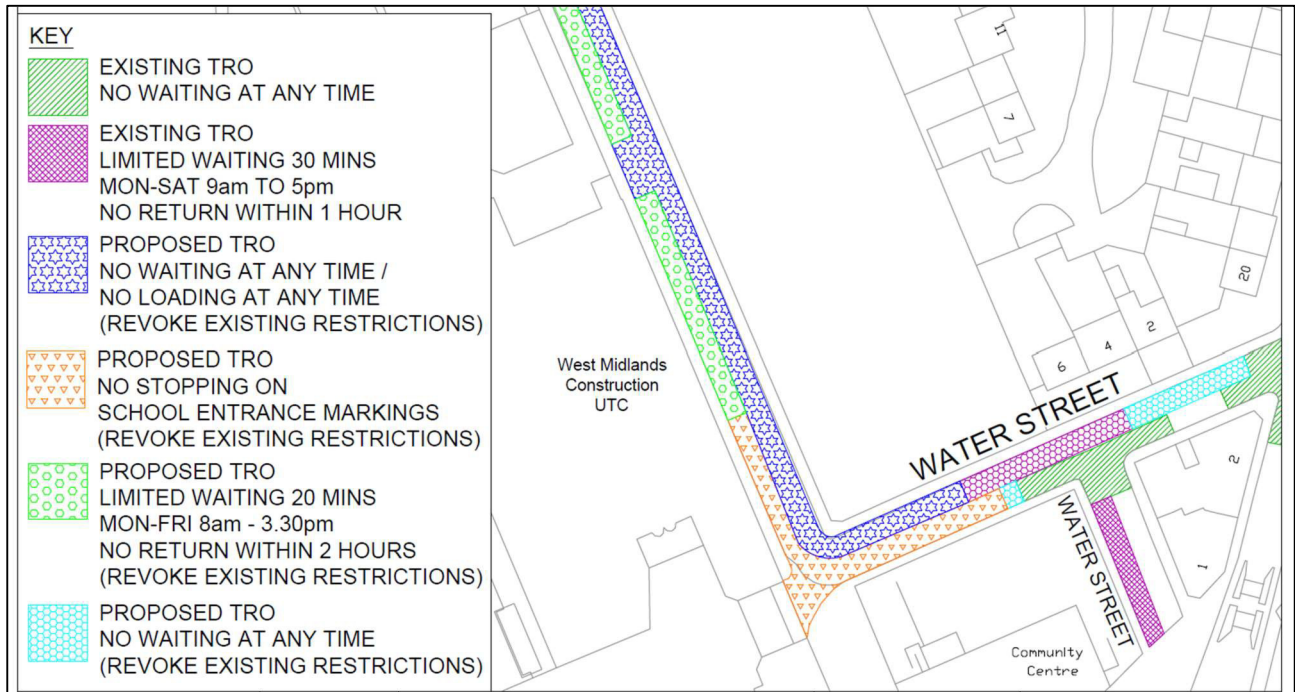 KEY
EXISTING TRO
NO WAITING AT ANY TIME
EXISTING TRO
LIMITED WAITING 30 MINS
MON-SAT 9am TO 5pm
NO RETURN WITHIN 1 HOUR
PROPOSED TRO
NO WAITING AT ANY TIME /
NO LOADING AT ANY TIME
(REVOKE EXISTING RESTRICTIONS)
PROPOSED TRO
NO STOPPING ON
SCHOOL ENTRANCE MARKINGS
(REVOKE EXISTING RESTRICTIONS)
PROPOSED TRO
LIMITED WAITING 20 MINS
MON-FRI 8am - 3.30pm
NO RETURN WITHIN 2 HOURS
(REVOKE EXISTING RESTRICTIONS)
PROPOSED TRO
NO WAITING AT ANY TIME
(REVOKE EXISTING RESTRICTIONS)
11
7
20
2
4
6
West Midlands
Construction
UTC
WATER STREET
2
1
WATER STREET
Community
Centre